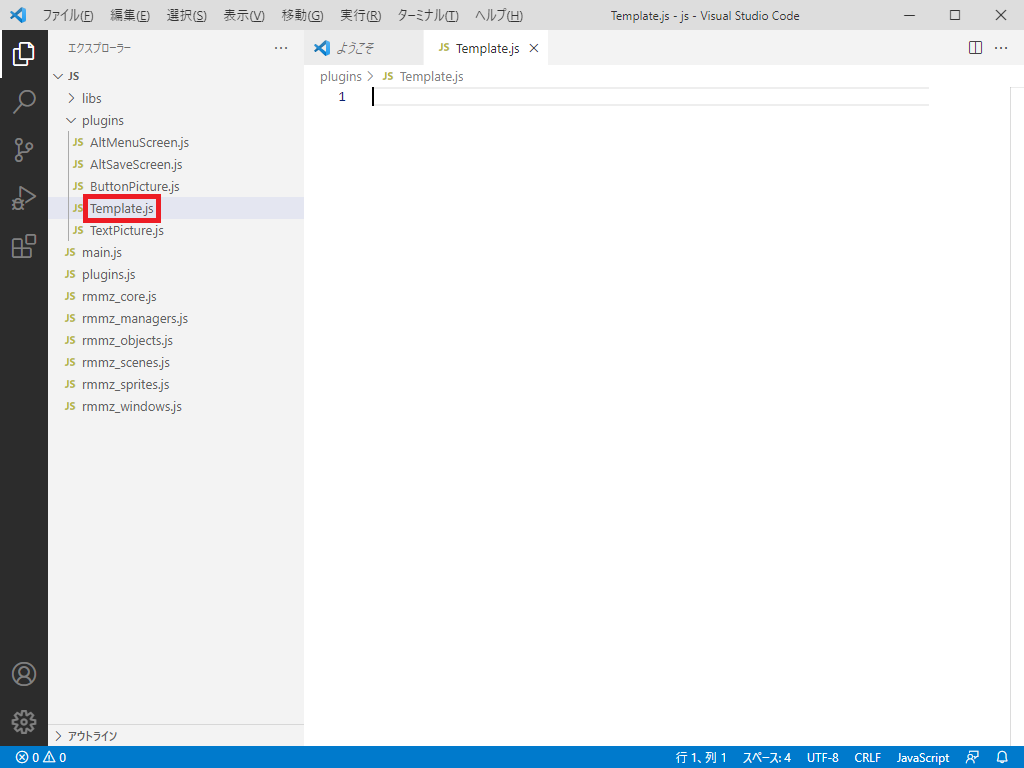 ファイル(F) 編集(E) 選択(S) 表示(V) 移動(G) 実行(R) ターミナル(T) ヘルプ(H) Template.js - js - Visual Studio Code
エクスプローラー
ようこそ
JS Template.js
JS
plugins > JS Template.js
libs
1
plugins
JS AltMenuScreen.js
JS AltSaveScreen.js
JS ButtonPicture.js
JS Template.js
JS TextPicture.js
JS main.js
JS plugins.js
JS rmmz_core.js
JS rmmz_managers.js
JS rmmz_objects.js
JS rmmz_scenes.js
JS rmmz_sprites.js
JS rmmz_windows.js
アウトライン
0 0 行 1、列 1 スペース: 4 UTF-8 CRLF JavaScript